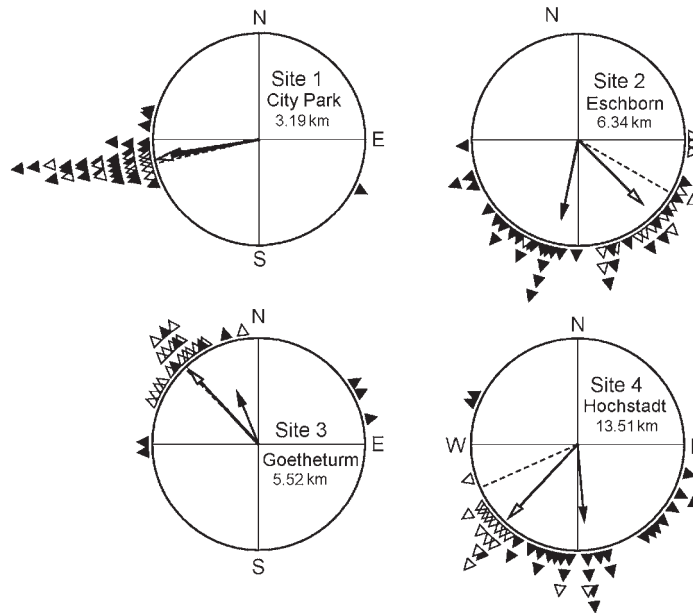 N
Site 1
City Park
3.19 km
E
S
N
Site 2
Eschborn
6.34 km
N
Site 3
Goetheturm
5.52 km
E
S
N
Site 4
Hochstadt
13.51 km
W